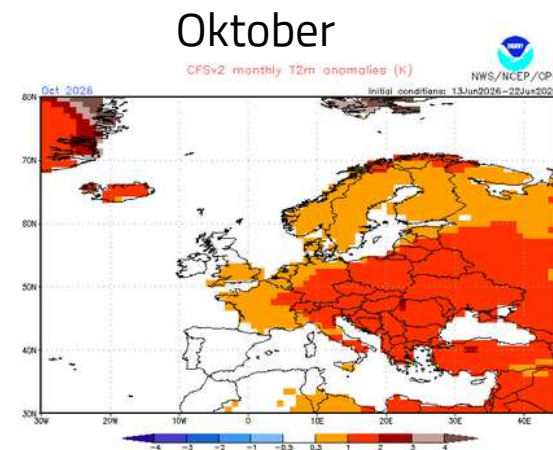 Oktober
CFSv2 monthly T2m anomalies (K)
NWS/NCEP/CP
Oct 2026
Initial conditions: 13Jun2026-22Jun202
80N
70N
60N
50N
40N
30N
30W 20W 10W 0 10E 20E 30E 40E
-4 -3 -2 -1 -0.5 0.5 1 2 3 4